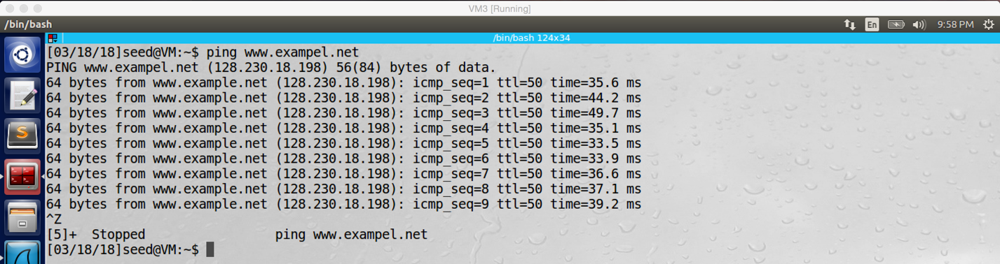 VM3 [Running]
/bin/bash En 9:58 PM
/bin/bash 124x34
[03/18/18]seed@VM:~$ ping www.exampel.net
PING www.exampel.net (128.230.18.198) 56(84) bytes of data.
64 bytes from www.example.net (128.230.18.198): icmp_seq=1 ttl=50 time=35.6 ms
64 bytes from www.example.net (128.230.18.198): icmp_seq=2 ttl=50 time=44.2 ms
64 bytes from www.example.net (128.230.18.198): icmp_seq=3 ttl=50 time=49.7 ms
64 bytes from www.example.net (128.230.18.198): icmp_seq=4 ttl=50 time=35.1 ms
64 bytes from www.example.net (128.230.18.198): icmp_seq=5 ttl=50 time=33.5 ms
64 bytes from www.example.net (128.230.18.198): icmp_seq=6 ttl=50 time=33.9 ms
64 bytes from www.example.net (128.230.18.198): icmp_seq=7 ttl=50 time=36.6 ms
64 bytes from www.example.net (128.230.18.198): icmp_seq=8 ttl=50 time=37.1 ms
64 bytes from www.example.net (128.230.18.198): icmp_seq=9 ttl=50 time=39.2 ms
^Z
[5]+  Stopped                 ping www.exampel.net
[03/18/18]seed@VM:~$